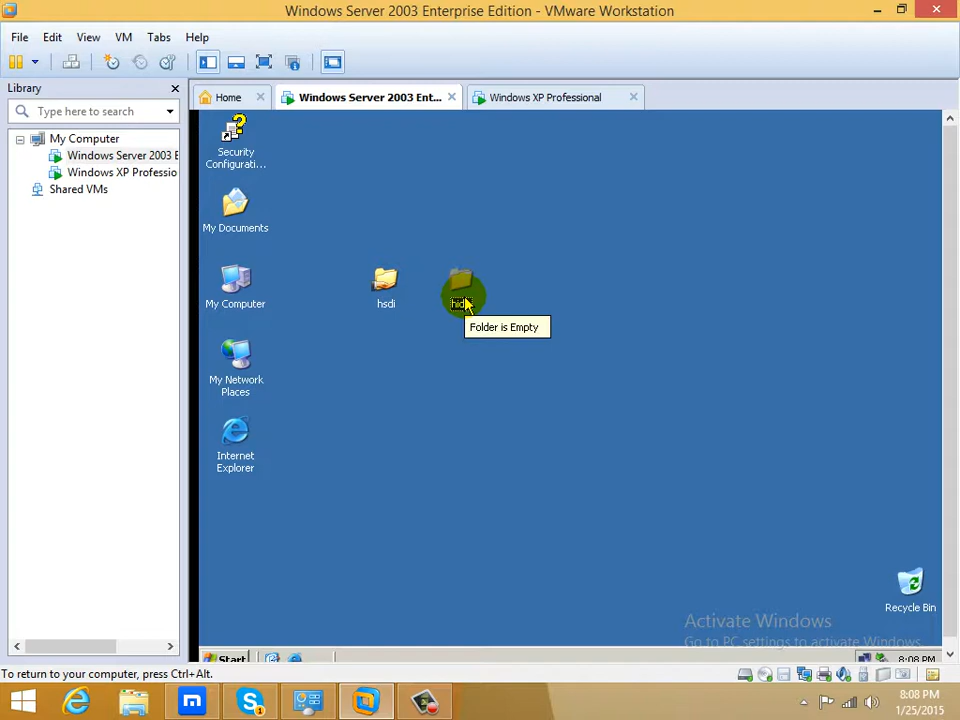 Windows Server 2003 Enterprise Edition - VMware Workstation
File Edit View VM Tabs Help
Library
Type here to search
Home
Windows Server 2003 Ent...
Windows XP Professional
My Computer
Windows Server 2003 E
Windows XP Professio
Shared VMs
Security
Configurati...
My Documents
My Computer
hsdi
Folder is Empty
My Network
Places
Internet
Explorer
Recycle Bin
Activate Windows
Go to PC settings to activate Windows.
Start
8:08 PM
To return to your computer, press Ctrl+Alt.
8:08 PM
1/25/2015